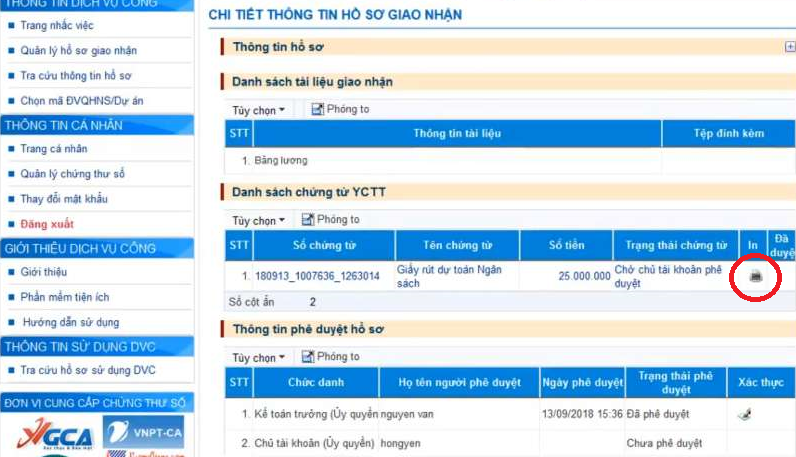 THÔNG TIN DỊCH VỤ CÔNG
Trang nhắc việc
Quản lý hồ sơ giao nhận
Tra cứu thông tin hồ sơ
Chọn mã ĐVQHNS/Dự án
THÔNG TIN CÁ NHÂN
Trang cá nhân
Quản lý chứng thư số
Thay đổi mật khẩu
Đăng xuất
GIỚI THIỆU DỊCH VỤ CÔNG
Giới thiệu
Phần mềm tiện ích
Hướng dẫn sử dụng
THÔNG TIN SỬ DỤNG DVC
Tra cứu hồ sơ sử dụng DVC
ĐƠN VỊ CUNG CẤP CHỨNG THƯ SỐ
VGCA
VNPT-CA
CHI TIẾT THÔNG TIN HỒ SƠ GIAO NHẬN
Thông tin hồ sơ
Danh sách tài liệu giao nhận
Tùy chọn Phóng to
STT Thông tin tài liệu Tệp đính kèm
1. Bảng lương
Danh sách chứng từ YCTT
Tùy chọn Phóng to
STT Số chứng từ Tên chứng từ Số tiền Trạng thái chứng từ In Đã duyệt
1. 180913_1007636_1263014 Giấy rút dự toán Ngân sách 25.000.000 Chờ chủ tài khoản phê duyệt
Số cột ẩn 2
Thông tin phê duyệt hồ sơ
Tùy chọn Phóng to
STT Chức danh Họ tên người phê duyệt Ngày phê duyệt Trạng thái phê duyệt Xác thực
1. Kế toán trưởng (Ủy quyền nguyen van 13/09/2018 15:36 Đã phê duyệt
2. Chủ tài khoản (Ủy quyền) hongyen Chưa phê duyệt